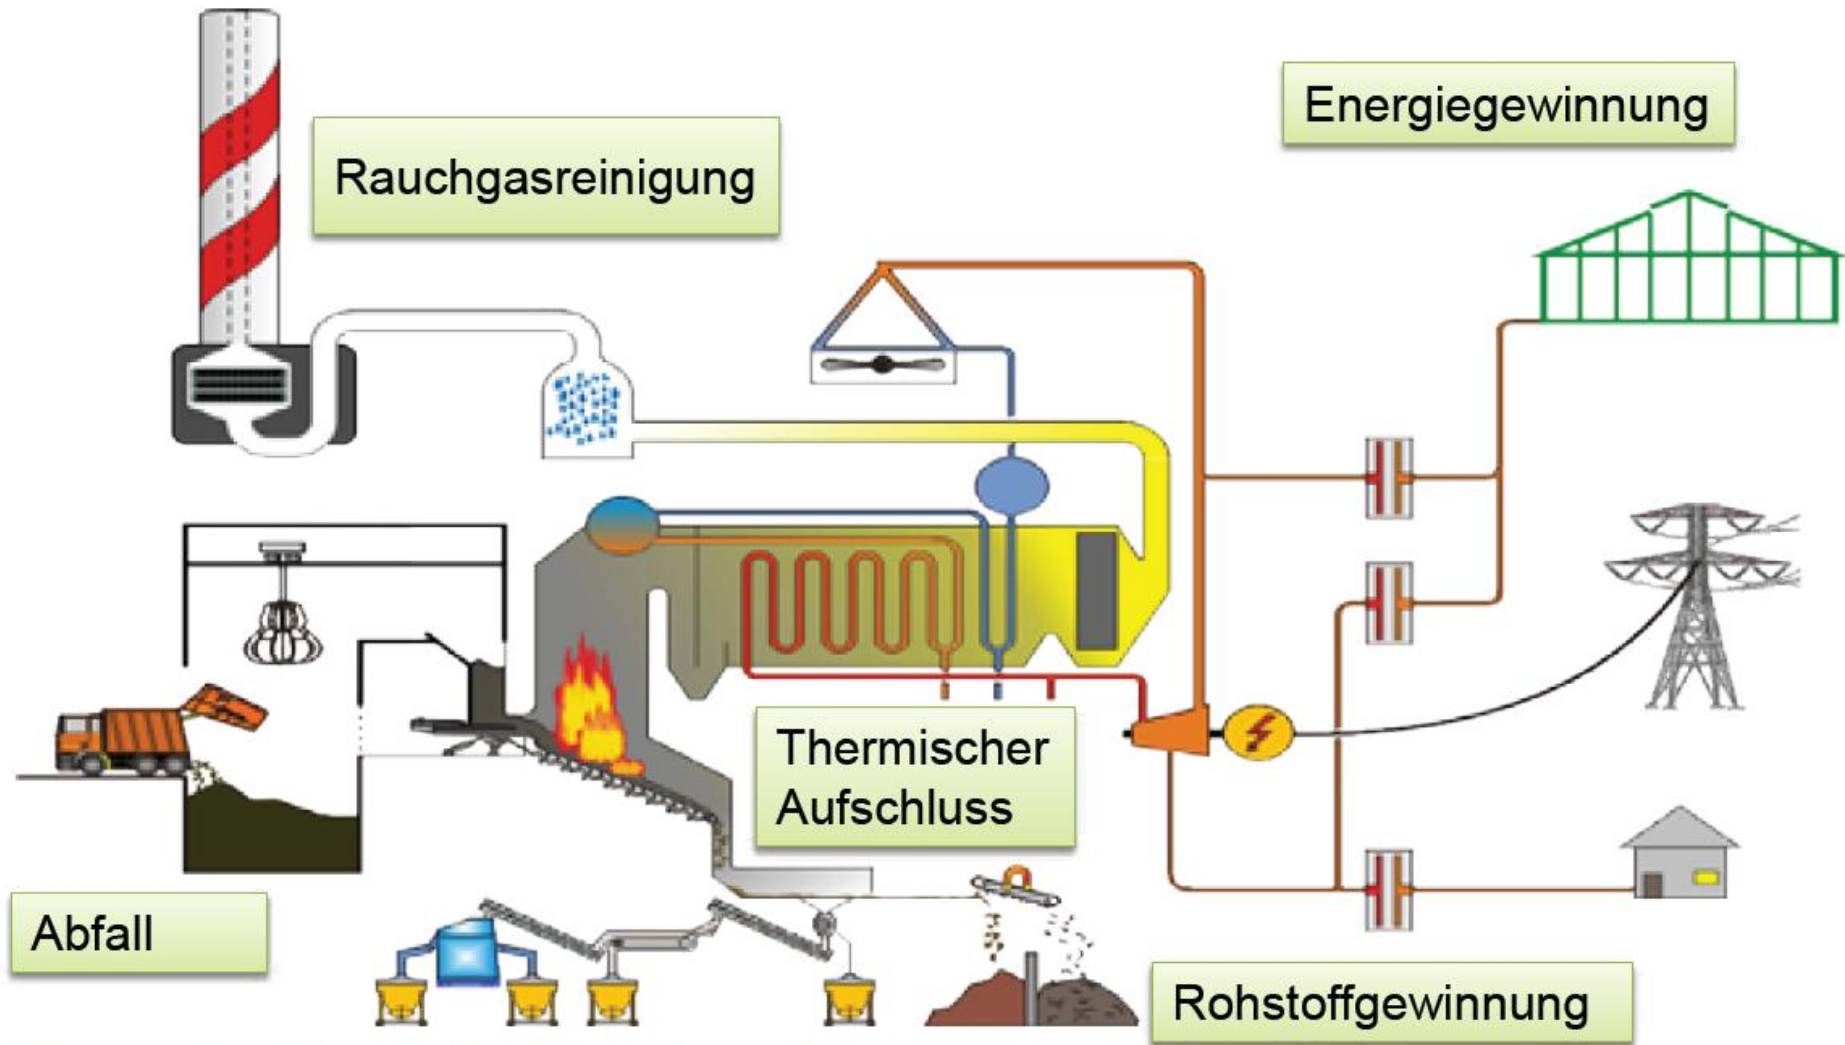 Rauchgasreinigung
Energiegewinnung
Thermischer
Aufschluss
Abfall
Rohstoffgewinnung